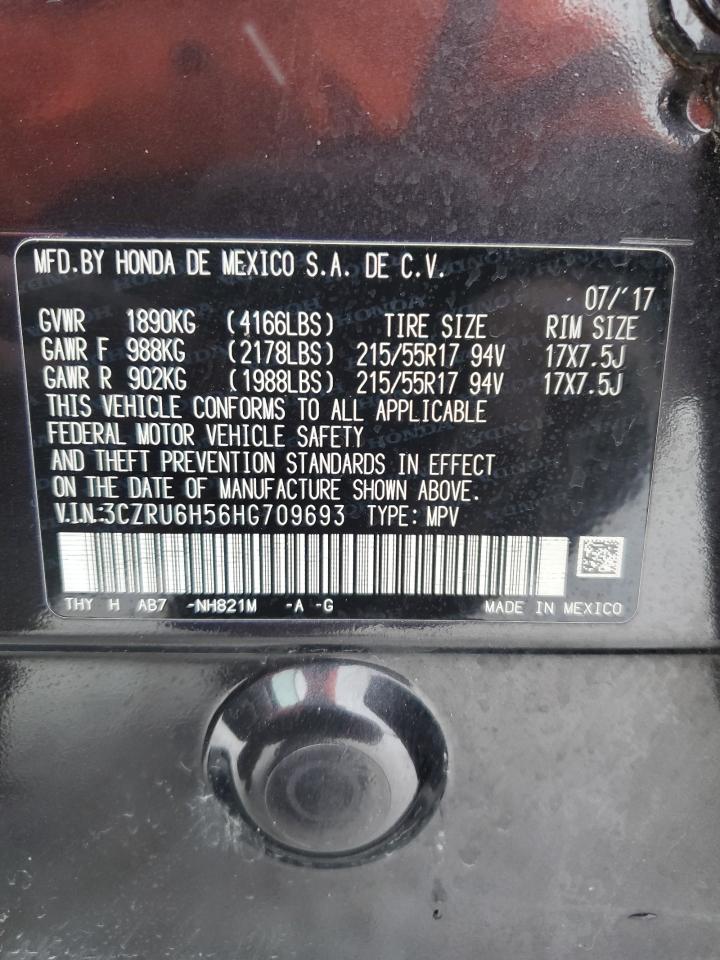 MFD.BY HONDA DE MEXICO S.A. DE C.V.
07/'17
GVWR 1890KG (4166LBS) TIRE SIZE RIM SIZE
GAWR F 988KG (2178LBS) 215/55R17 94V 17X7.5J
GAWR R 902KG (1988LBS) 215/55R17 94V 17X7.5J
THIS VEHICLE CONFORMS TO ALL APPLICABLE
FEDERAL MOTOR VEHICLE SAFETY
AND THEFT PREVENTION STANDARDS IN EFFECT
ON THE DATE OF MANUFACTURE SHOWN ABOVE.
V.I.N:3CZRU6H56HG709693 TYPE: MPV
THY H AB7 -NH821M -A -G MADE IN MEXICO